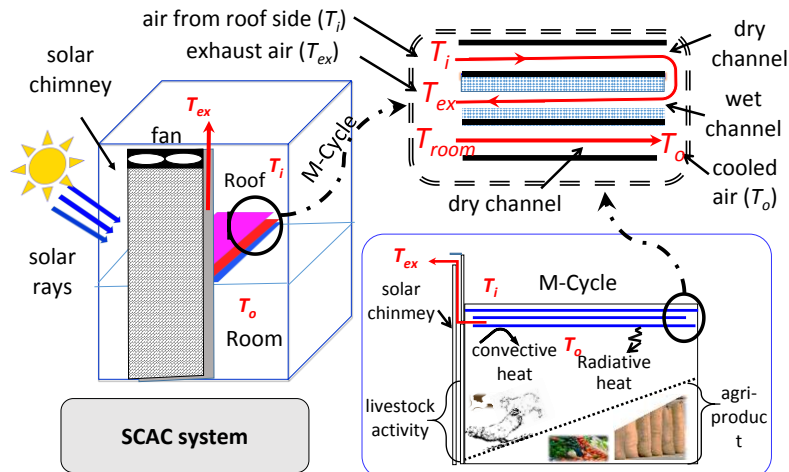 air from roof side (Ti)
exhaust air (Tex)
solar
chimney
Tex
fan
Roof
Ti
M-Cycle
solar
rays
To
Room
SCAC system
Ti
Tex
Troom
To
dry
channel
wet
channel
cooled
air (To)
dry channel
Tex
Ti
M-Cycle
solar
chinmey
convective
heat
To
Radiative
heat
livestock
activity
agri-
produc
t